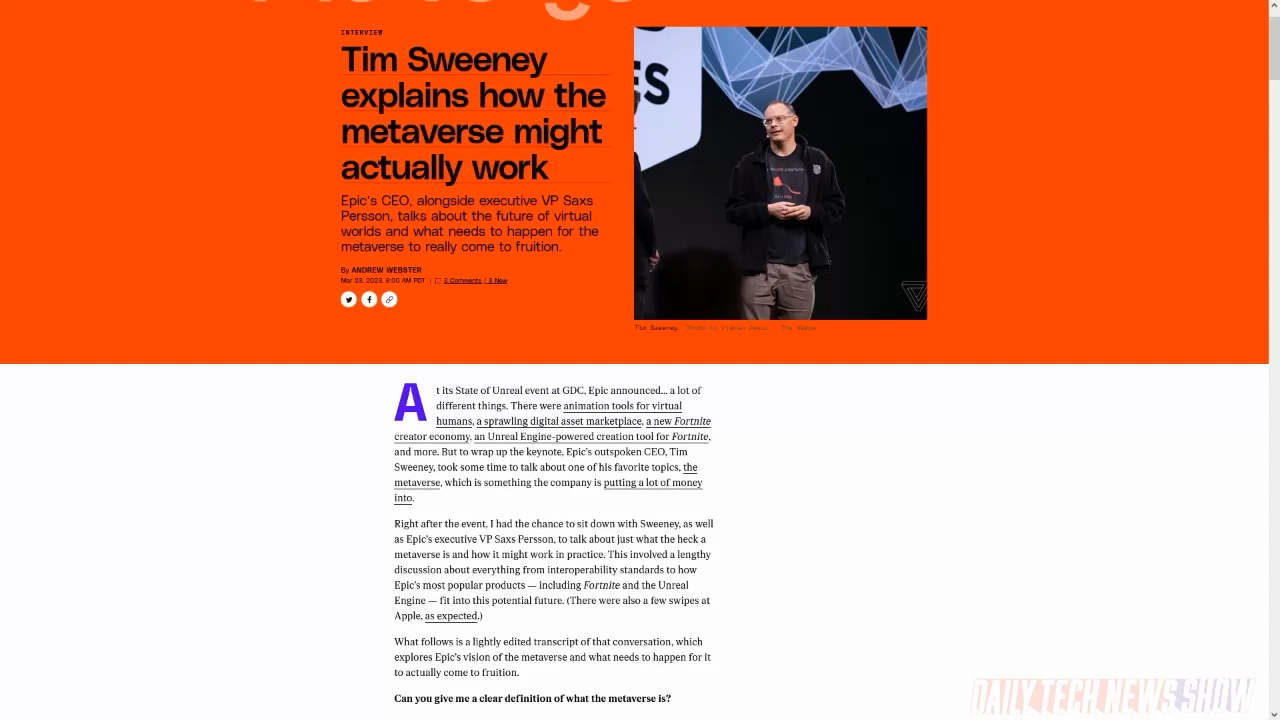 INTERVIEW
Tim Sweeney
explains how the
metaverse might
actually work
Epic's CEO, alongside executive VP Saxs
Persson, talks about the future of virtual
worlds and what needs to happen for the
metaverse to really come to fruition.
By ANDREW WEBSTER
Mar 23, 2023, 8:00 AM PDT | 3 Comments / 3 New
ES
Tim Sweeney. The Verge
At its State of Unreal event at GDC, Epic announced... a lot of
different things. There were animation tools for virtual
humans, a sprawling digital asset marketplace, a new Fortnite
creator economy, an Unreal Engine-powered creation tool for Fortnite,
and more. But to wrap up the keynote, Epic's outspoken CEO, Tim
Sweeney, took some time to talk about one of his favorite topics, the
metaverse, which is something the company is putting a lot of money
into.
Right after the event, I had the chance to sit down with Sweeney, as well
as Epic's executive VP Saxs Persson, to talk about just what the heck a
metaverse is and how it might work in practice. This involved a lengthy
discussion about everything from interoperability standards to how
Epic's most popular products — including Fortnite and the Unreal
Engine — fit into this potential future. (There were also a few swipes at
Apple, as expected.)
What follows is a lightly edited transcript of that conversation, which
explores Epic's vision of the metaverse and what needs to happen for it
to actually come to fruition.
Can you give me a clear definition of what the metaverse is?
DAILY TECH NEWS SHOW